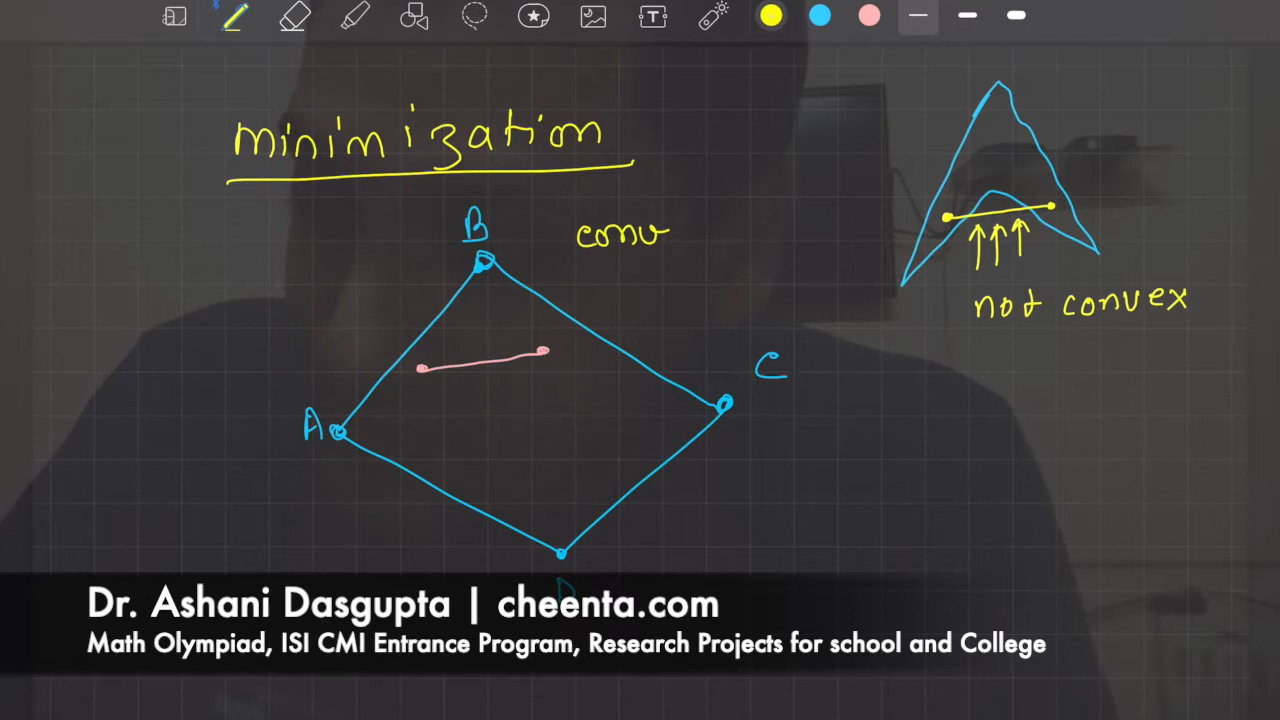 minimization
B
conv
not convex
C
A
D
Dr. Ashani Dasgupta | cheenta.com
Math Olympiad, ISI CMI Entrance Program, Research Projects for school and College